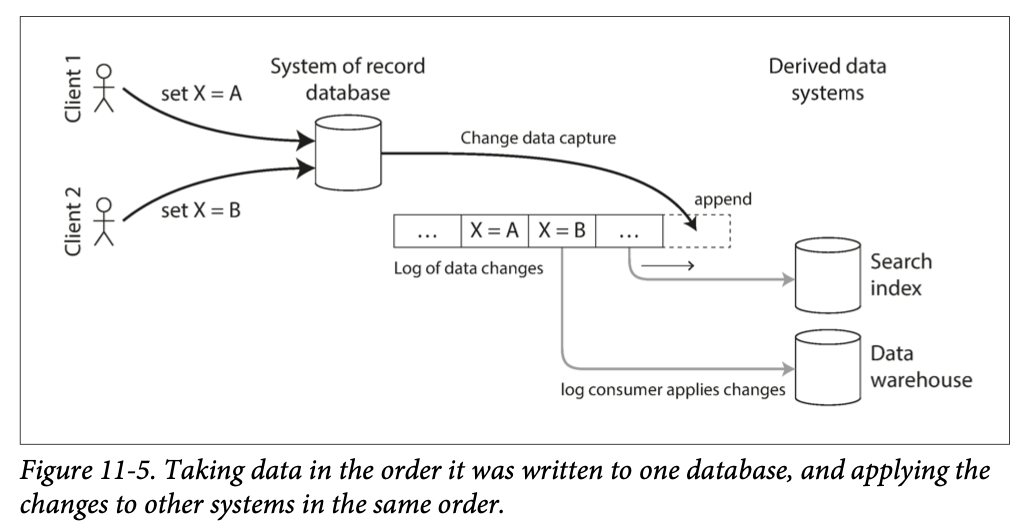 Client 1
set X = A
System of record
database
Derived data
systems
Change data capture
Client 2
set X = B
append
... X = A X = B ...
Log of data changes
Search
index
Data
warehouse
log consumer applies changes
Figure 11-5. Taking data in the order it was written to one database, and applying the
changes to other systems in the same order.